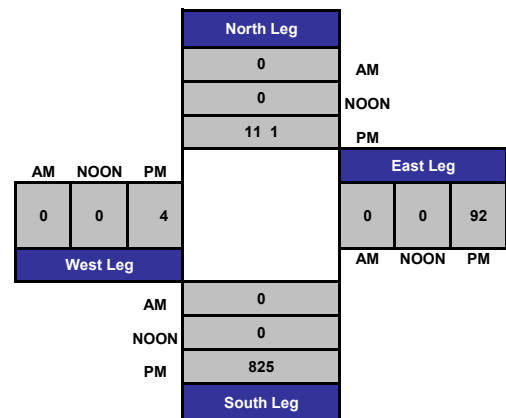 North Leg
0
AM
0
NOON
11 1
PM
AM NOON PM
East Leg
0 0 4
0 0 92
West Leg
AM NOON PM
AM
0
NOON
0
PM
825
South Leg